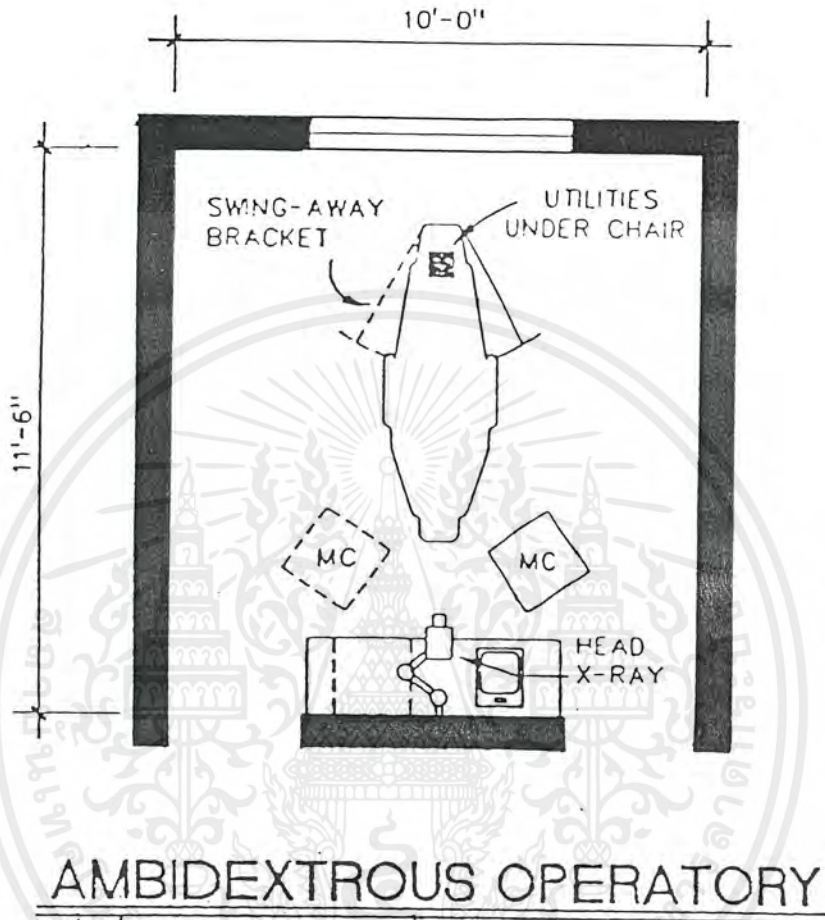 10'-0"
SWING-AWAY
BRACKET
UTILITIES
UNDER CHAIR
11'-6"
MC
MC
HEAD
X-RAY
AMBIDEXTROUS OPERATORY